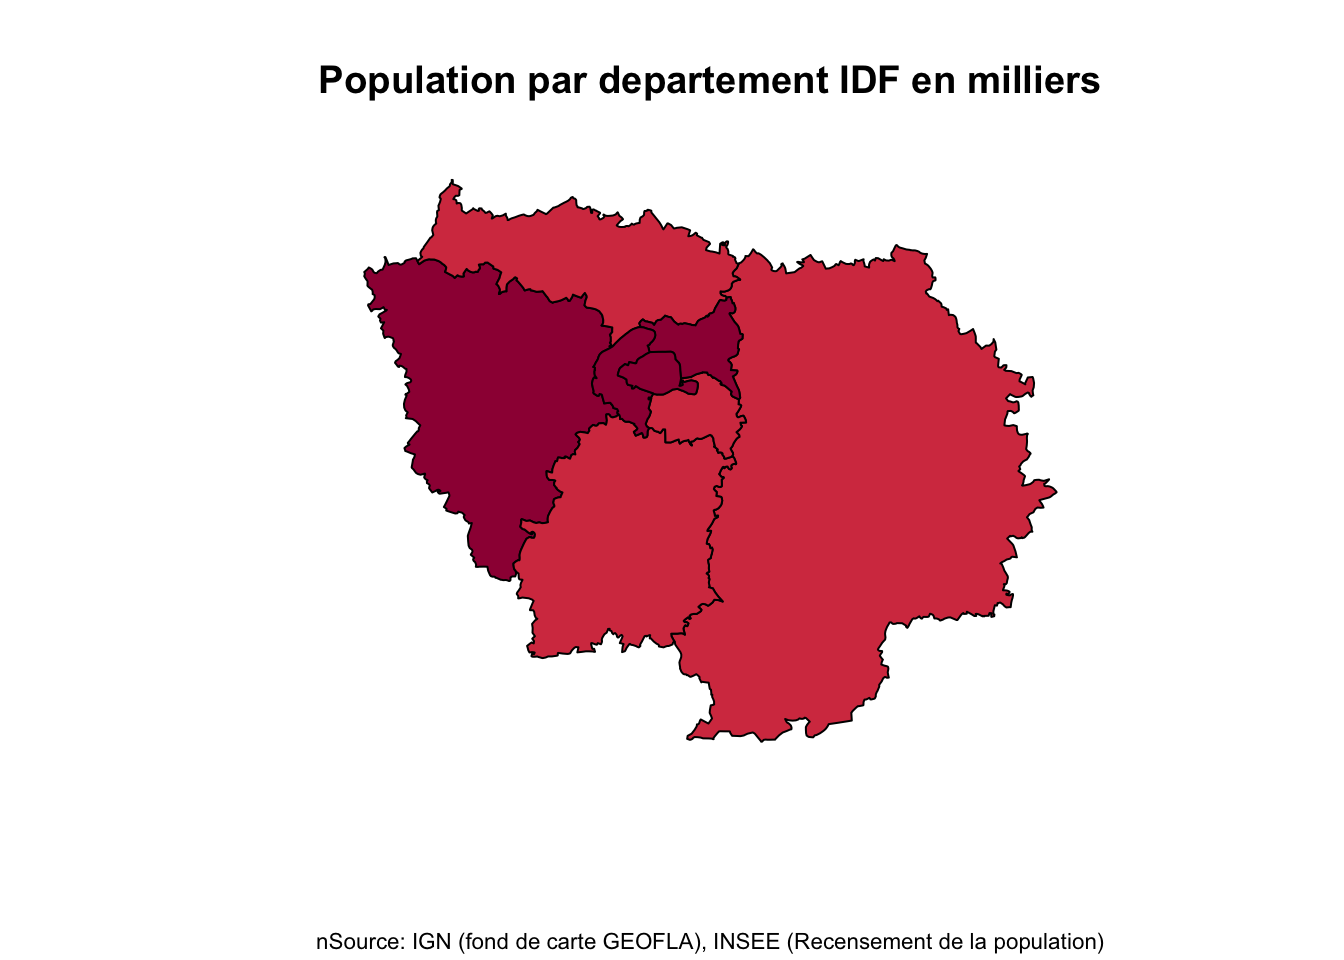 Population par departement IDF en milliers
nSource: IGN (fond de carte GEOFLA), INSEE (Recensement de la population)